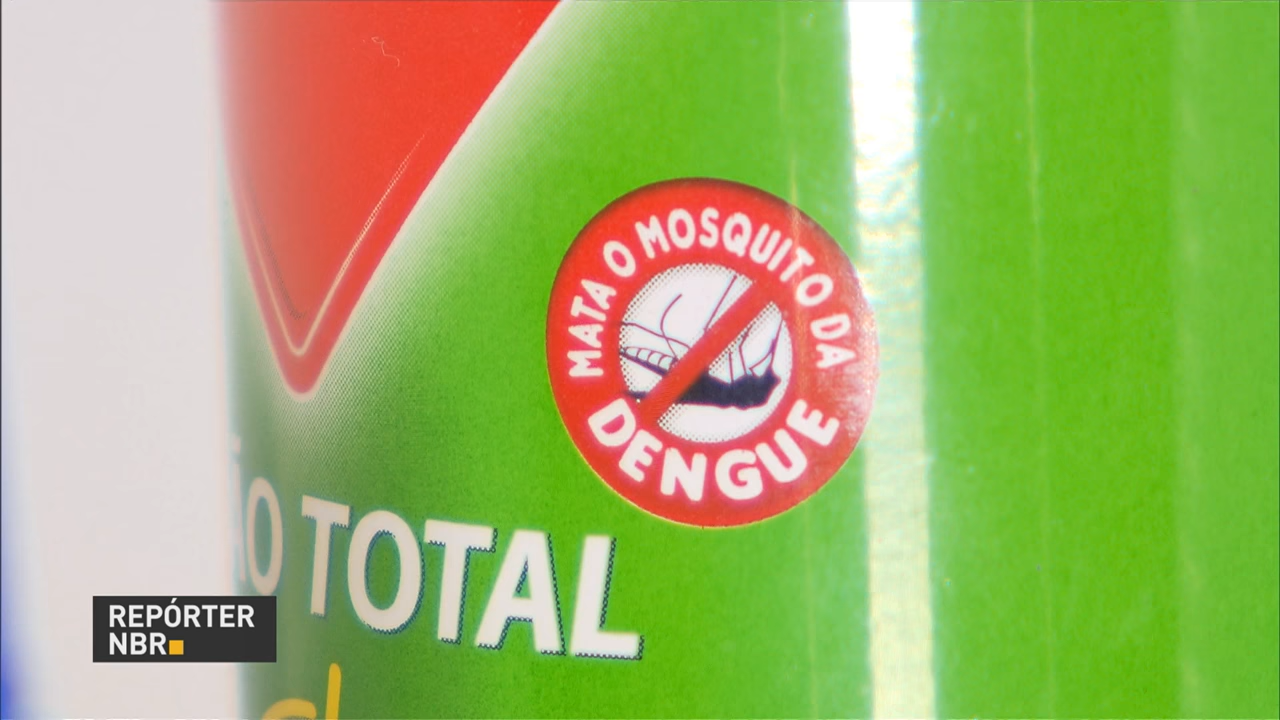 MATA O MOSQUITO DA
DENGUE
TOTAL
REPÓRTER
NBR